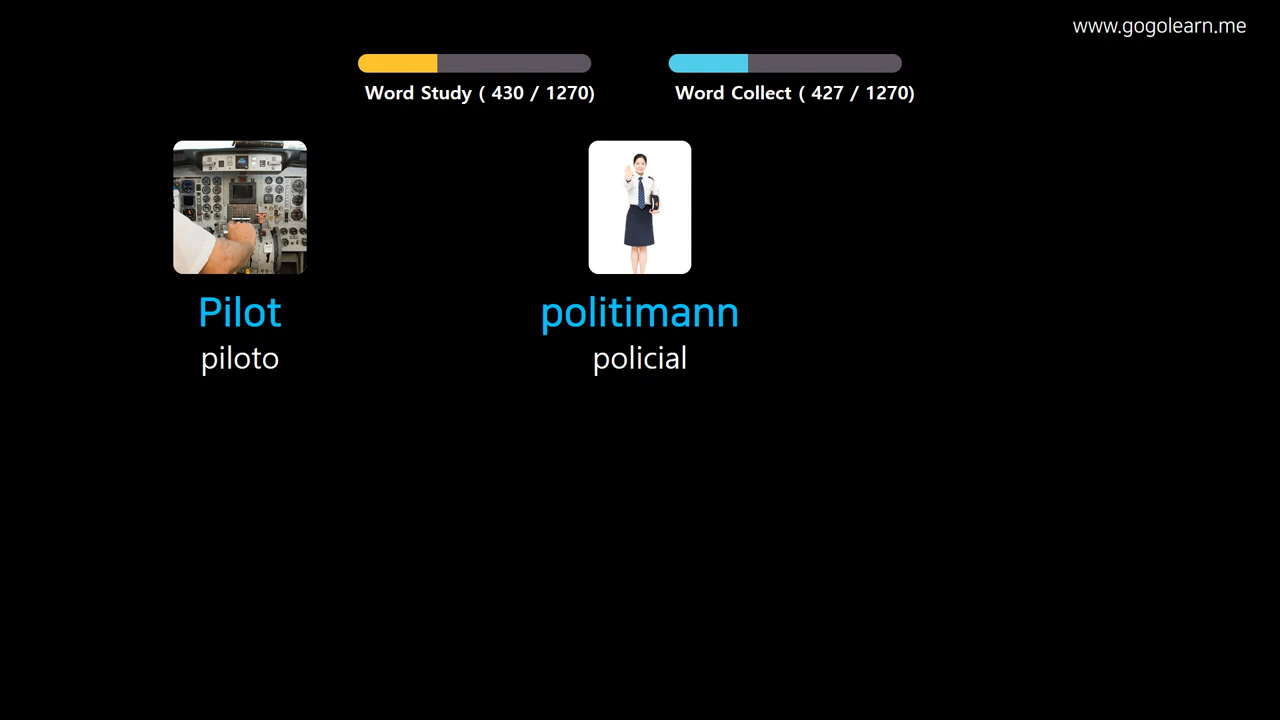 www.gogolearn.me
Word Study ( 430 / 1270)
Word Collect ( 427 / 1270)
Pilot
piloto
politimann
policial